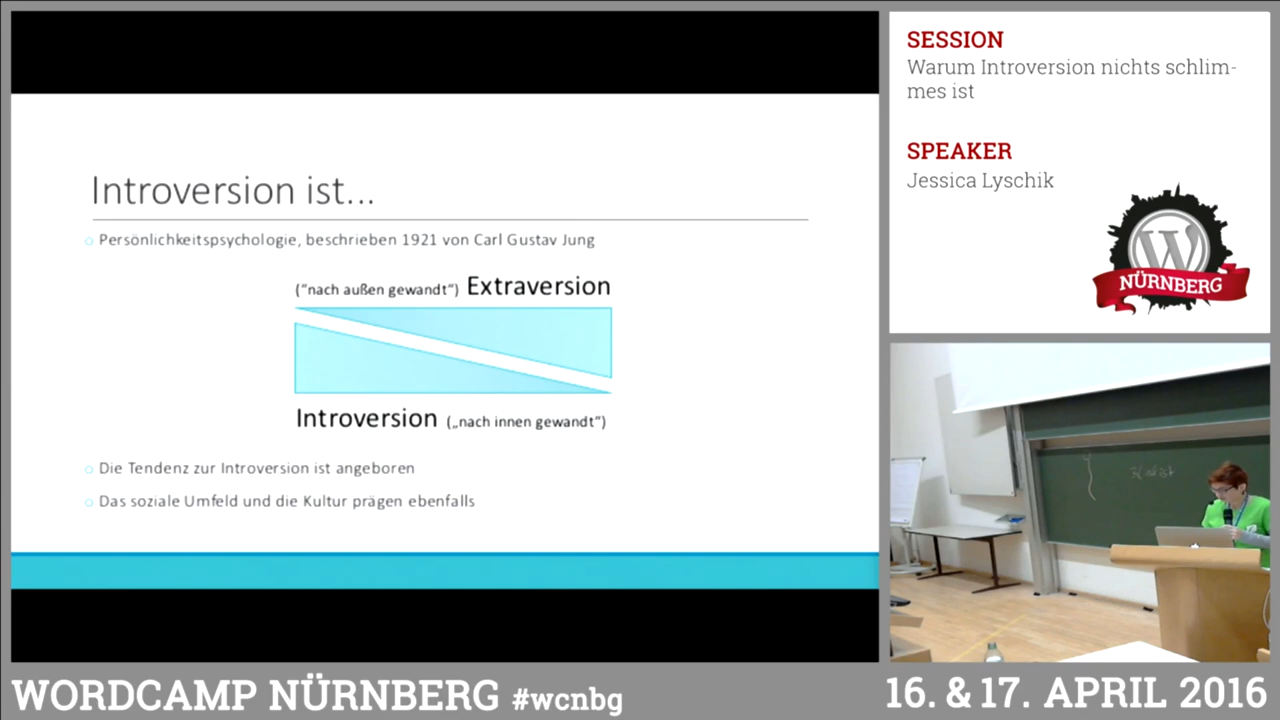 Introversion ist...
Persönlichkeitspsychologie, beschrieben 1921 von Carl Gustav Jung
("nach außen gewandt") Extraversion
Introversion („nach innen gewandt")
Die Tendenz zur Introversion ist angeboren
Das soziale Umfeld und die Kultur prägen ebenfalls
SESSION
Warum Introversion nichts schlim-
mes ist
SPEAKER
Jessica Lyschik
NÜRNBERG
WORDCAMP NÜRNBERG #wcnbg
16. & 17. APRIL 2016